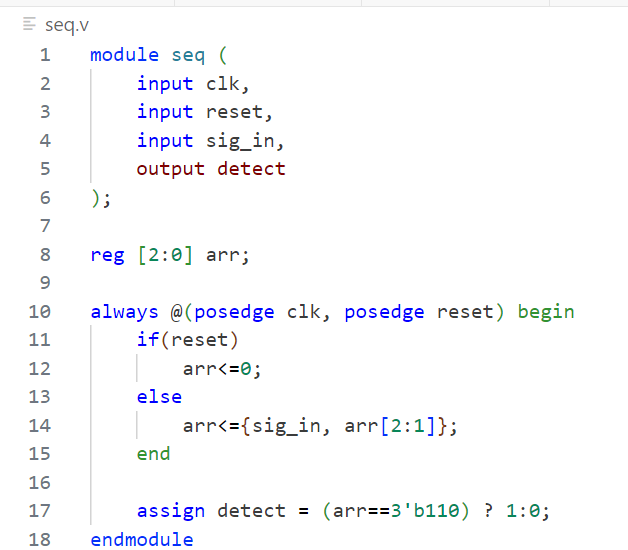 seq.v
1 module seq (
2     input clk,
3     input reset,
4     input sig_in,
5     output detect
6 );
7
8 reg [2:0] arr;
9
10 always @(posedge clk, posedge reset) begin
11     if(reset)
12         arr<=0;
13     else
14         arr<={sig_in, arr[2:1]};
15     end
16
17     assign detect = (arr==3'b110) ? 1:0;
18 endmodule